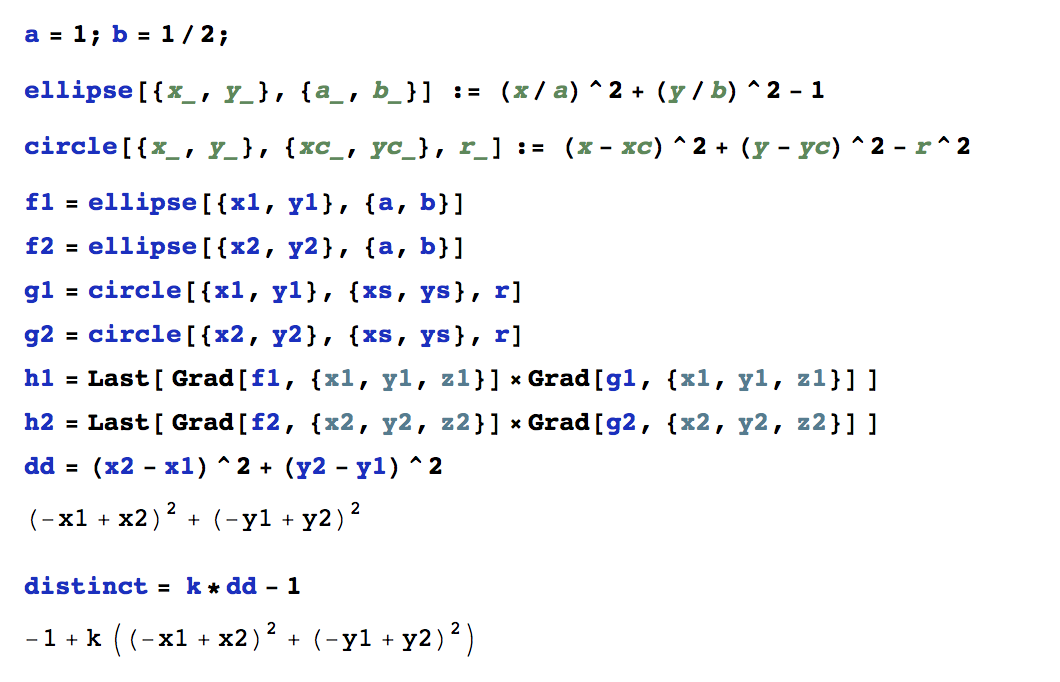 a = 1; b = 1/2;
ellipse[{x_, y_}, {a_, b_}] := (x/a)^2 + (y/b)^2 - 1
circle[{x_, y_}, {xc_, yc_}, r_] := (x - xc)^2 + (y - yc)^2 - r^2
f1 = ellipse[{x1, y1}, {a, b}]
f2 = ellipse[{x2, y2}, {a, b}]
g1 = circle[{x1, y1}, {xs, ys}, r]
g2 = circle[{x2, y2}, {xs, ys}, r]
h1 = Last[ Grad[f1, {x1, y1, z1}] × Grad[g1, {x1, y1, z1}] ]
h2 = Last[ Grad[f2, {x2, y2, z2}] × Grad[g2, {x2, y2, z2}] ]
dd = (x2 - x1)^2 + (y2 - y1)^2
(-x1 + x2)² + (-y1 + y2)²
distinct = k * dd - 1
-1 + k ((-x1 + x2)² + (-y1 + y2)²)